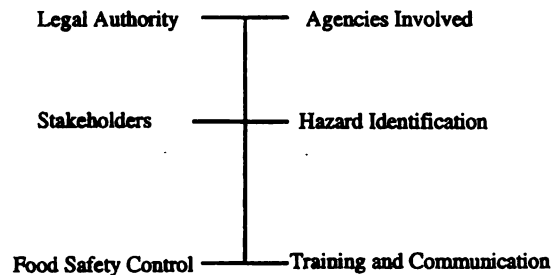 Legal Authority Agencies Involved
Stakeholders Hazard Identification
Food Safety Control Training and Communication